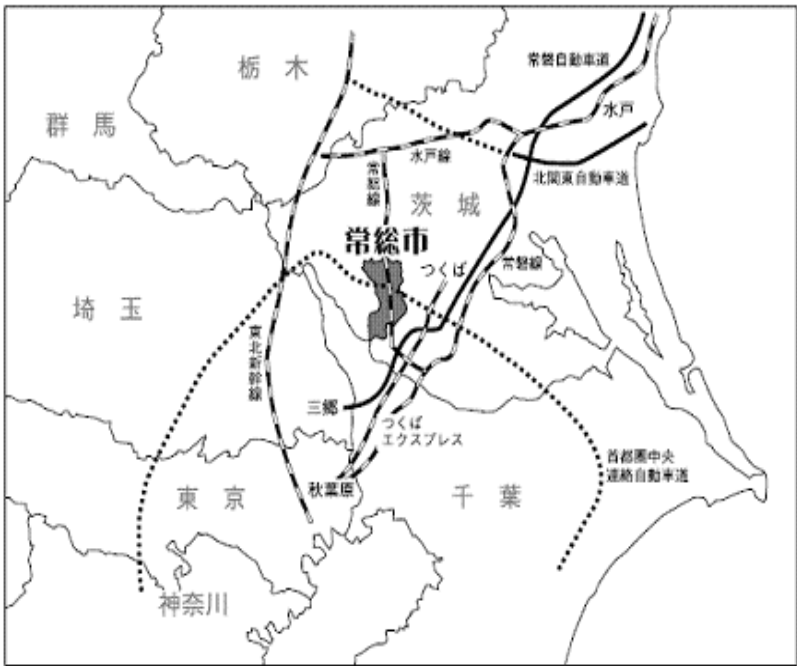 常磐自動車道
栃木
水戸
群馬
水戸線
常総線
北関東自動車道
茨城
常総市
つくば
常磐線
埼玉
東北新幹線
三郷
つくば
エクスプレス
首都圏中央
連絡自動車道
秋葉原
東京
千葉
神奈川